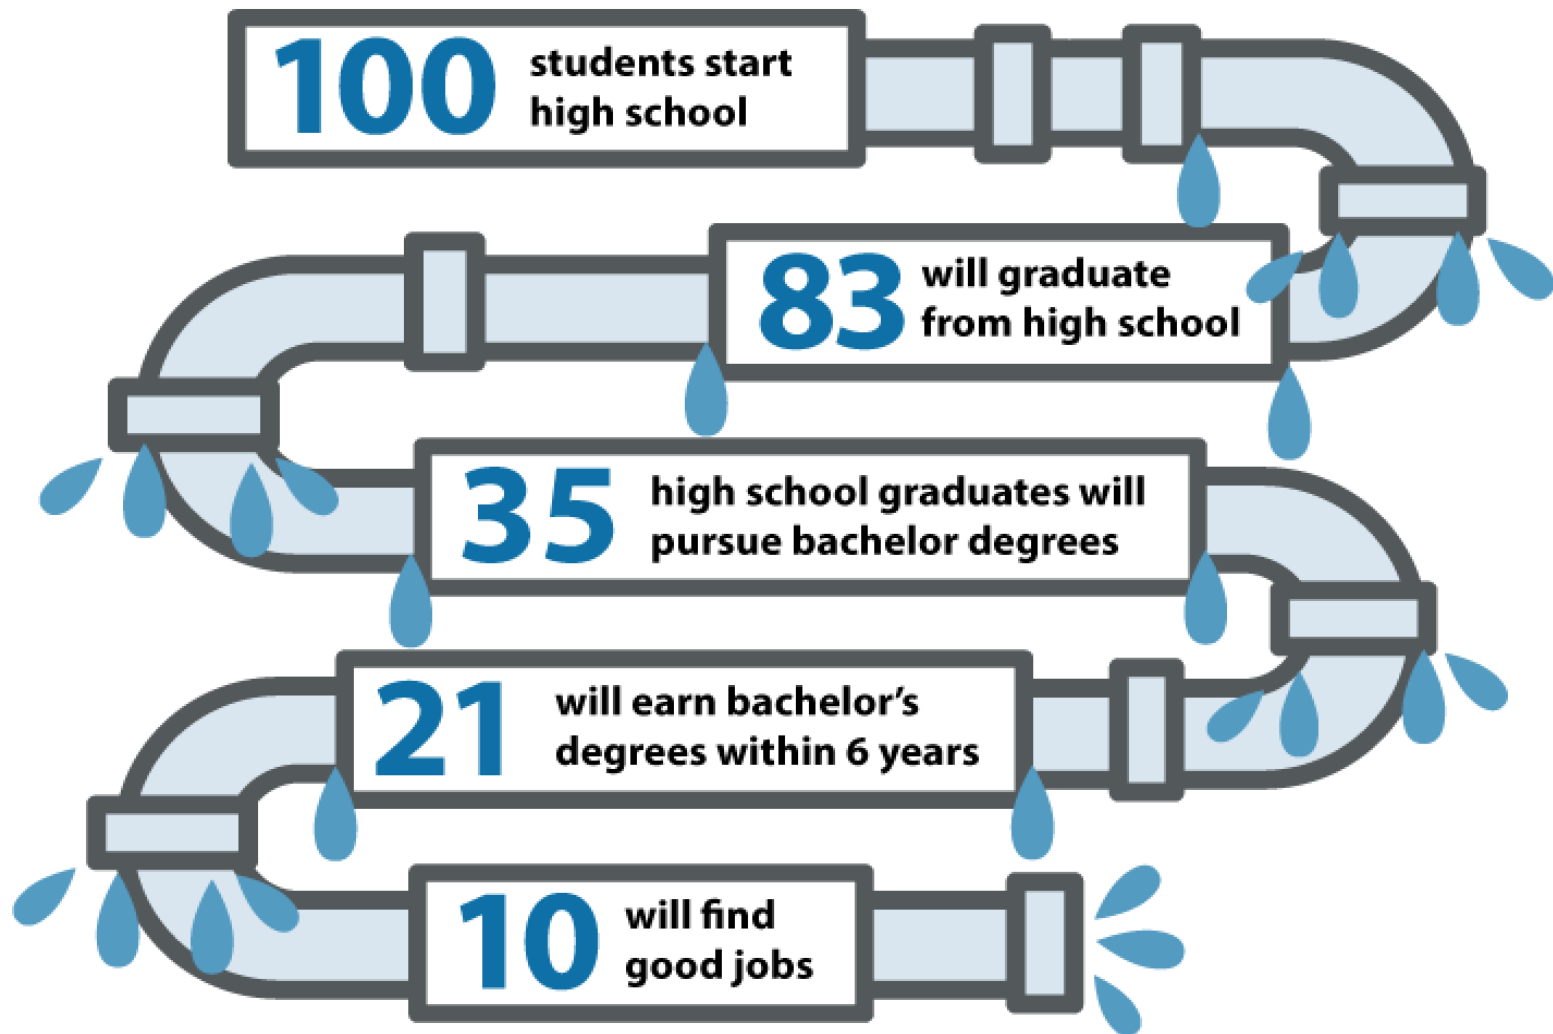 100 students start
high school
83 will graduate
from high school
35 high school graduates will
pursue bachelor degrees
21 will earn bachelor’s
degrees within 6 years
10 will find
good jobs